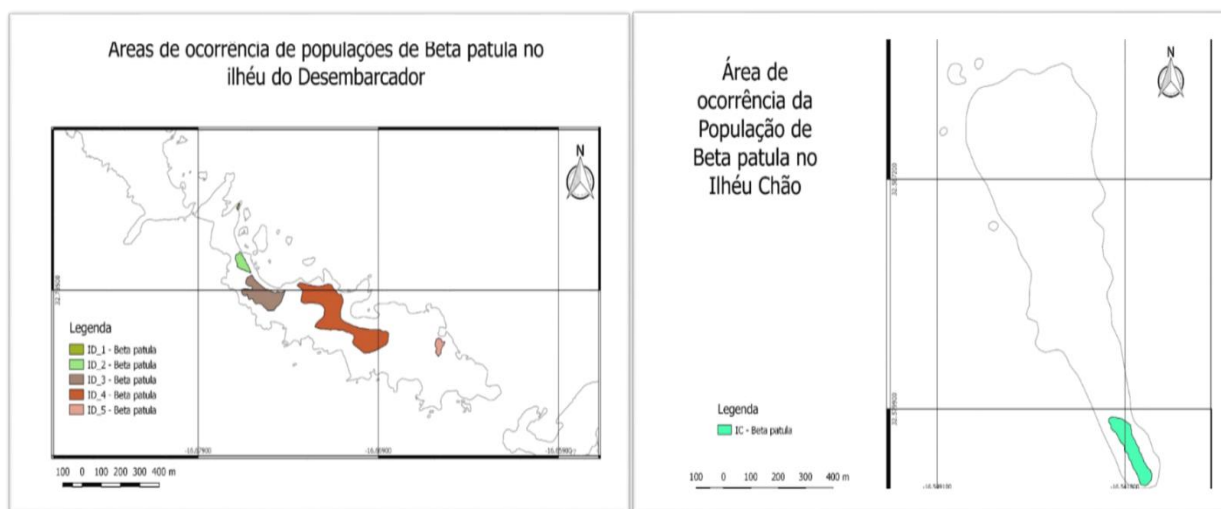 Áreas de ocorrência de populações de Beta patula no
ilhéu do Desembarcador
N
Legenda
ID_1 - Beta patula
ID_2 - Beta patula
ID_3 - Beta patula
ID_4 - Beta patula
ID_5 - Beta patula
100 0 100 200 300 400 m
Área de
ocorrência da
População de
Beta patula no
Ilhéu Chão
N
Legenda
IC - Beta patula
100 0 100 200 300 400 m